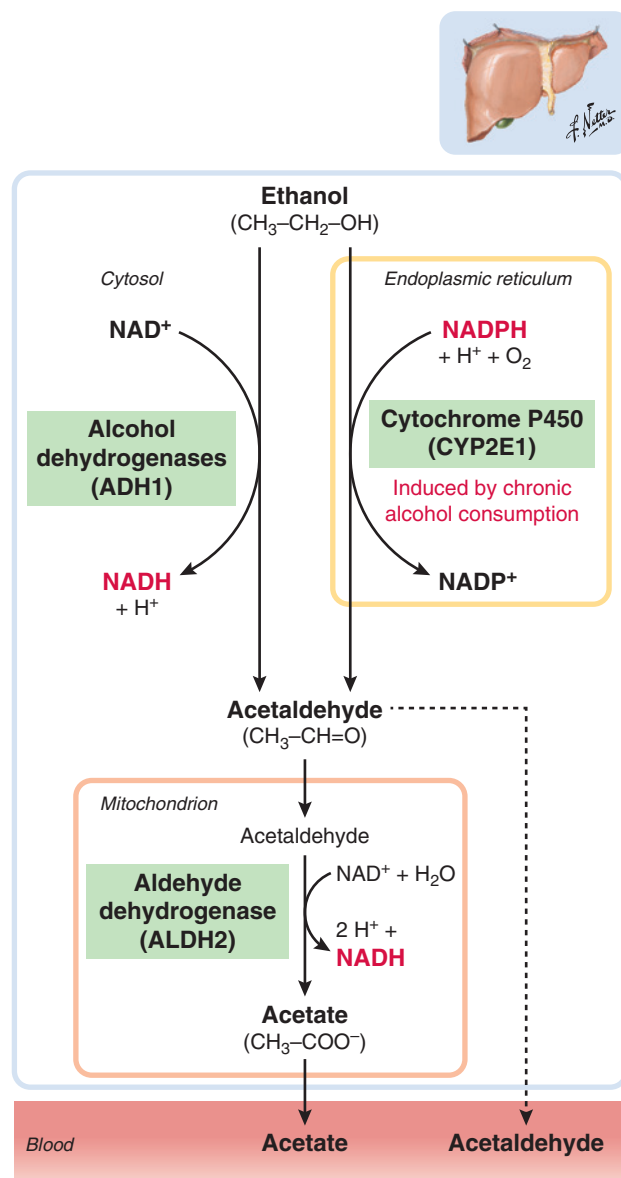 F. Netter M.D.
Ethanol
(CH₃–CH₂–OH)
Cytosol
Endoplasmic reticulum
NAD⁺
NADPH
+ H⁺ + O₂
Alcohol
dehydrogenases
(ADH1)
Cytochrome P450
(CYP2E1)
Induced by chronic
alcohol consumption
NADH
+ H⁺
NADP⁺
Acetaldehyde
(CH₃–CH=O)
Mitochondrion
Acetaldehyde
Aldehyde
dehydrogenase
(ALDH2)
NAD⁺ + H₂O
2 H⁺ +
NADH
Acetate
(CH₃–COO⁻)
Blood
Acetate
Acetaldehyde